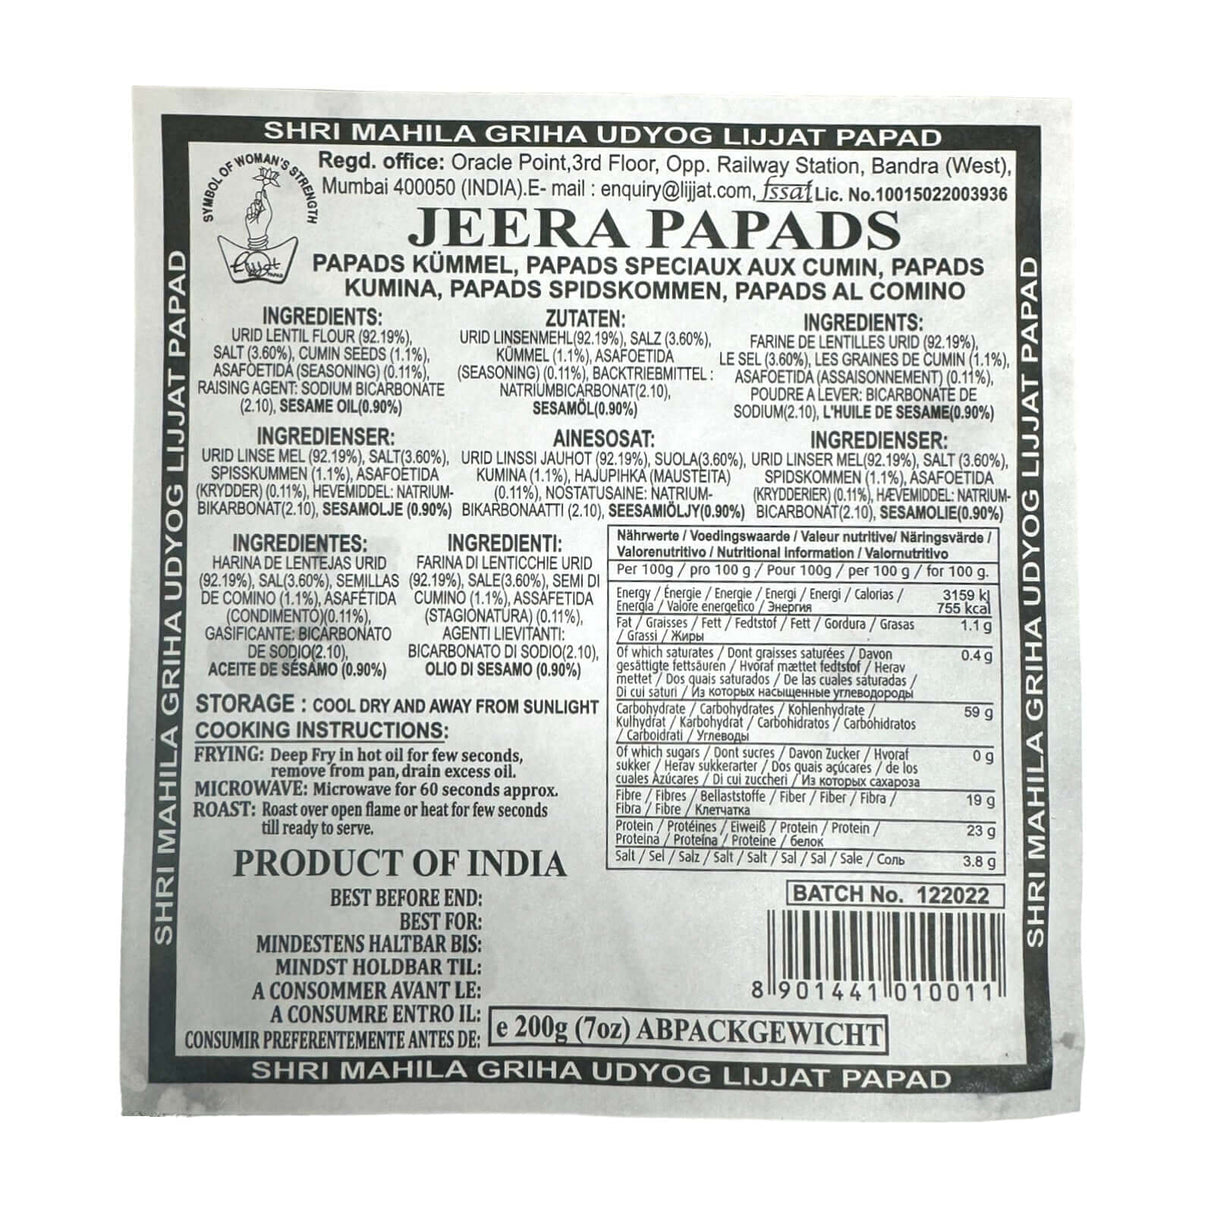 SHRI MAHILA GRIHA UDYOG LIJJAT PAPAD
SYMBOL OF WOMAN'S STRENGTH
Lijjat
PAPAD
Regd. office: Oracle Point,3rd Floor, Opp. Railway Station, Bandra (West),
Mumbai 400050 (INDIA).E- mail : enquiry@lijjat.com, fssai Lic. No.10015022003936
JEERA PAPADS
PAPADS KÜMMEL, PAPADS SPECIAUX AUX CUMIN, PAPADS
KUMINA, PAPADS SPIDSKOMMEN, PAPADS AL COMINO
INGREDIENTS:
URID LENTIL FLOUR (92.19%),
SALT (3.60%), CUMIN SEEDS (1.1%),
ASAFOETIDA (SEASONING) (0.11%),
RAISING AGENT: SODIUM BICARBONATE
(2.10), SESAME OIL(0.90%)
ZUTATEN:
URID LINSENMEHL(92.19%), SALZ (3.60%),
KÜMMEL (1.1%), ASAFOETIDA
(SEASONING) (0.11%), BACKTRIEBMITTEL :
NATRIUMBICARBONAT(2.10),
SESAMÖL(0.90%)
INGREDIENTS:
FARINE DE LENTILLES URID (92.19%),
LE SEL (3.60%), LES GRAINES DE CUMIN (1.1%),
ASAFOETIDA (ASSAISONNEMENT) (0.11%),
POUDRE A LEVER: BICARBONATE DE
SODIUM(2.10), L'HUILE DE SESAME(0.90%)
INGREDIENSER:
URID LINSE MEL (92.19%), SALT(3.60%),
SPISSKUMMEN (1.1%), ASAFOETIDA
(KRYDDER) (0.11%), HEVEMIDDEL: NATRIUM-
BIKARBONAT(2.10), SESAMOLJE (0.90%)
AINESOSAT:
URID LINSSI JAUHOT (92.19%), SUOLA(3.60%),
KUMINA (1.1%), HAJUPIHKA (MAUSTEITA)
(0.11%), NOSTATUSAINE: NATRIUM-
BIKARBONAATTI (2.10), SEESAMIÖLJY(0.90%)
INGREDIENSER:
URID LINSER MEL(92.19%), SALT (3.60%),
SPIDSKOMMEN (1.1%), ASAFOETIDA
(KRYDDERIER) (0.11%), HÆVEMIDDEL: NATRIUM-
BICARBONAT(2.10), SESAMOLIE(0.90%)
INGREDIENTES:
HARINA DE LENTEJAS URID
(92.19%), SAL(3.60%), SEMILLAS
DE COMINO (1.1%), ASAFÉTIDA
(CONDIMENTO)(0.11%),
GASIFICANTE: BICARBONATO
DE SODIO(2.10),
ACEITE DE SÉSAMO (0.90%)
INGREDIENTI:
FARINA DI LENTICCHIE URID
(92.19%), SALE(3.60%), SEMI DI
CUMINO (1.1%), ASSAFETIDA
(STAGIONATURA) (0.11%),
AGENTI LIEVITANTI:
BICARBONATO DI SODIO(2.10),
OLIO DI SESAMO (0.90%)
Nährwerte / Voedingswaarde / Valeur nutritive/ Näringsvärde /
Valorenutritivo / Nutritional Information / Valornutritivo
Per 100g / pro 100 g / Pour 100g / per 100 g / for 100 g.
Energy / Énergie / Energie / Energi / Energi / Calorias /
Energía / Valore energetico / Энергия
3159 kj
755 kcal
Fat / Graisses / Fett / Fedtstof / Fett / Gordura / Grasas
/ Grassi / Жиры
1.1 g
Of which saturates / Dont graisses saturées / Davon
gesättigte fettsäuren / Hvoraf mættet fedtstof / Herav
mettet / Dos quais saturados / De las cuales saturadas /
Di cui saturi / Из которых насыщенные углеводороды
0.4 g
Carbohydrate / Carbohydrates / Kohlenhydrate /
Kulhydrat / Karbohydrat / Carbohidratos / Carbohidratos
/ Carboidrati / Углеводы
59 g
Of which sugars / Dont sucres / Davon Zucker / Hvoraf
sukker / Herav sukkerarter / Dos quais açúcares / de los
cuales Azúcares / Di cui zuccheri / Из которых сахароза
0 g
Fibre / Fibres / Bellaststoffe / Fiber / Fiber / Fibra /
Fibra / Fibre / Клетчатка
19 g
Protein / Protéines / Eiweiß / Protein / Protein /
Proteina / Proteína / Proteine / белок
23 g
Salt / Sel / Salz / Salt / Salt / Sal / Sal / Sale / Соль
3.8 g
STORAGE : COOL DRY AND AWAY FROM SUNLIGHT
COOKING INSTRUCTIONS:
FRYING: Deep Fry in hot oil for few seconds,
remove from pan, drain excess oil.
MICROWAVE: Microwave for 60 seconds approx.
ROAST: Roast over open flame or heat for few seconds
till ready to serve.
PRODUCT OF INDIA
BEST BEFORE END:
BEST FOR:
MINDESTENS HALTBAR BIS:
MINDST HOLDBAR TIL:
A CONSOMMER AVANT LE:
A CONSUMRE ENTRO IL:
CONSUMIR PREFERENTEMENTE ANTES DE:
BATCH No. 122022
8 901441 010011
e 200g (7oz) ABPACKGEWICHT
SHRI MAHILA GRIHA UDYOG LIJJAT PAPAD
SHRI MAHILA GRIHA UDYOG LIJJAT PAPAD
SHRI MAHILA GRIHA UDYOG LIJJAT PAPAD